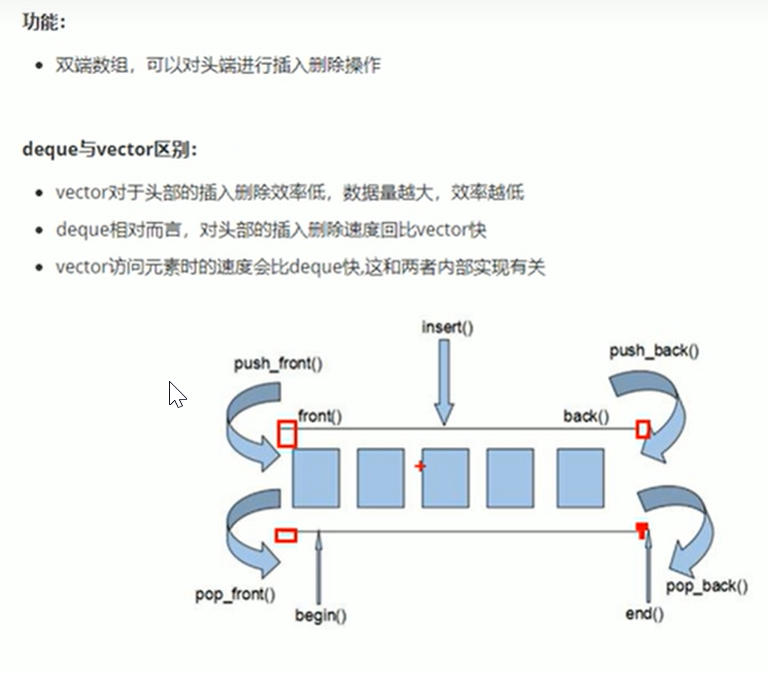 功能：
双端数组，可以对头端进行插入删除操作
deque与vector区别：
vector对于头部的插入删除效率低，数据量越大，效率越低
deque相对而言，对头部的插入删除速度回比vector快
vector访问元素时的速度会比deque快,这和两者内部实现有关
insert()
push_front()
push_back()
front()
back()
pop_front()
pop_back()
begin()
end()